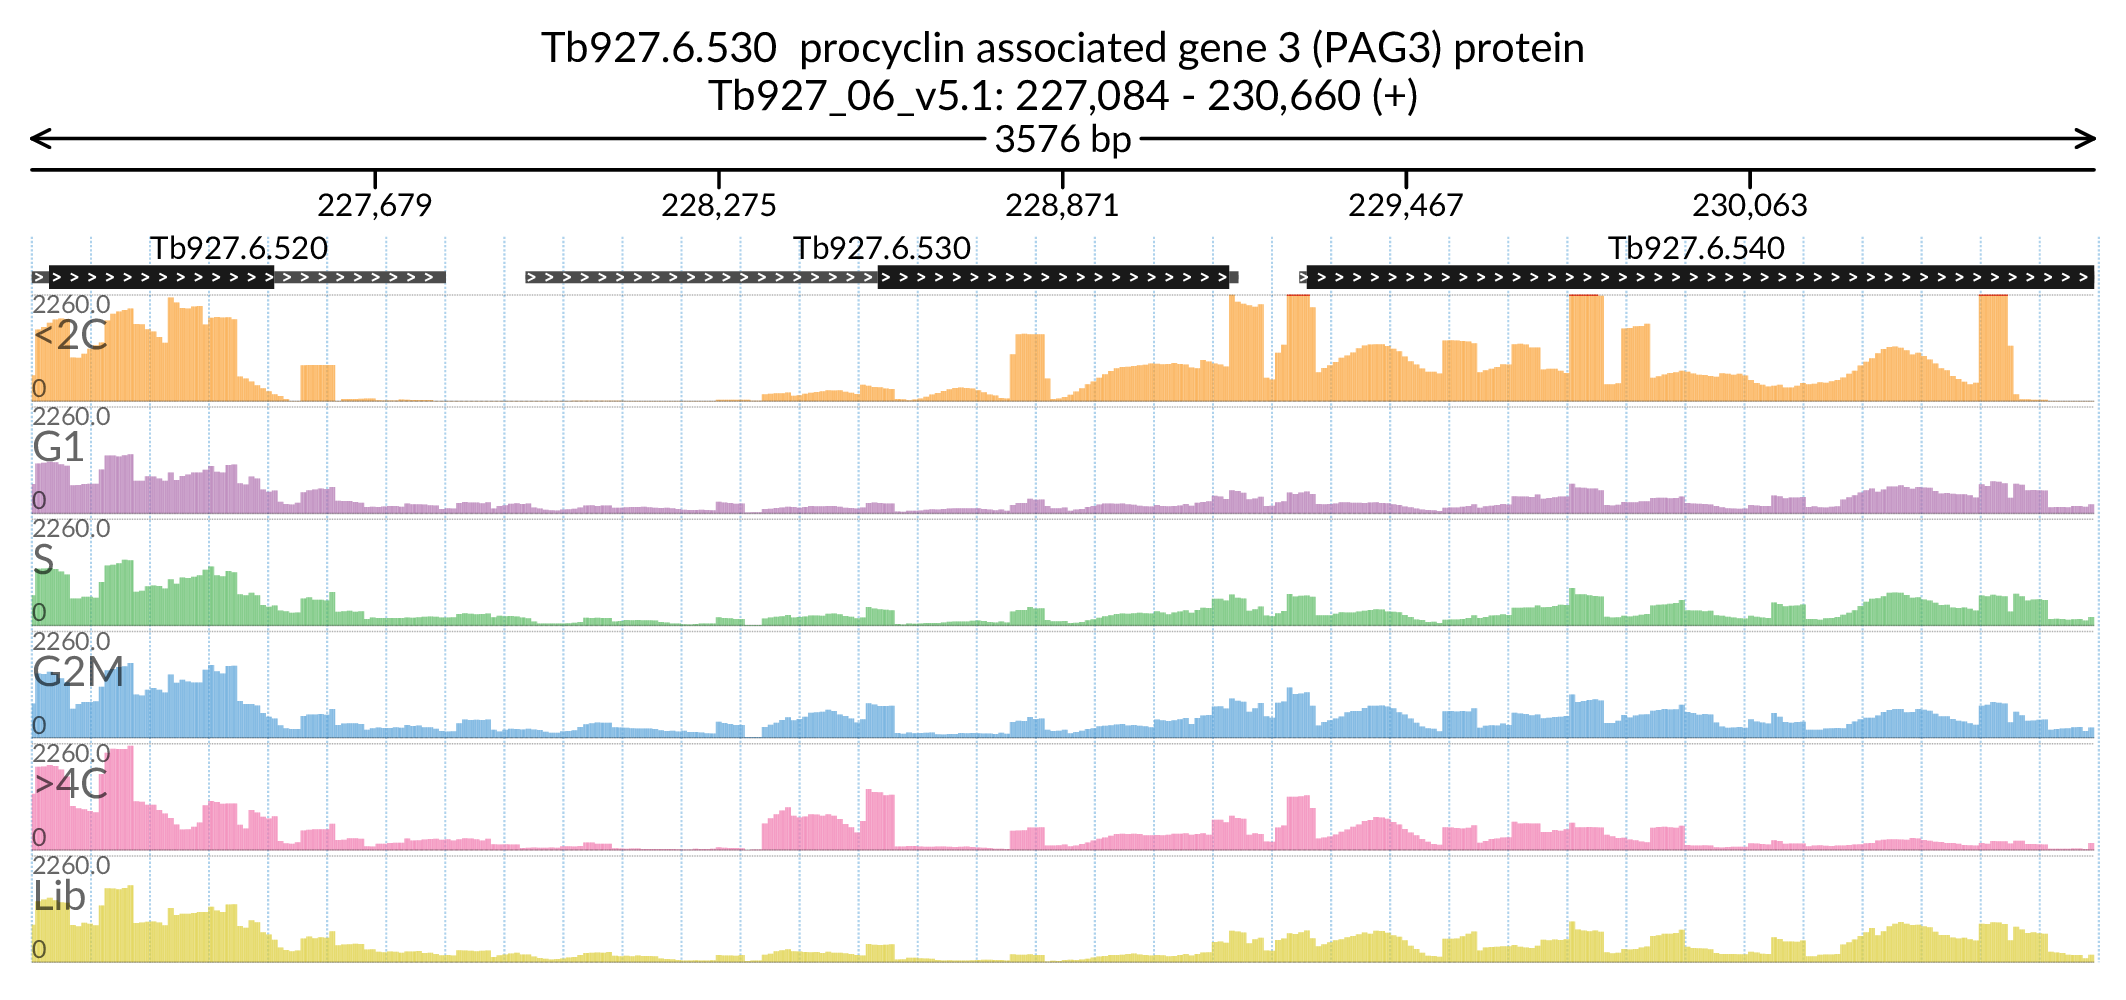 Tb927.6.530  procyclin associated gene 3 (PAG3) protein
Tb927_06_v5.1: 227,084 - 230,660 (+)
3576 bp
227,679 228,275 228,871 229,467 230,063
Tb927.6.520 Tb927.6.530 Tb927.6.540
2260.0
<2C
0
2260.0
G1
0
2260.0
S
0
2260.0
G2M
0
2260.0
>4C
0
2260.0
Lib
0